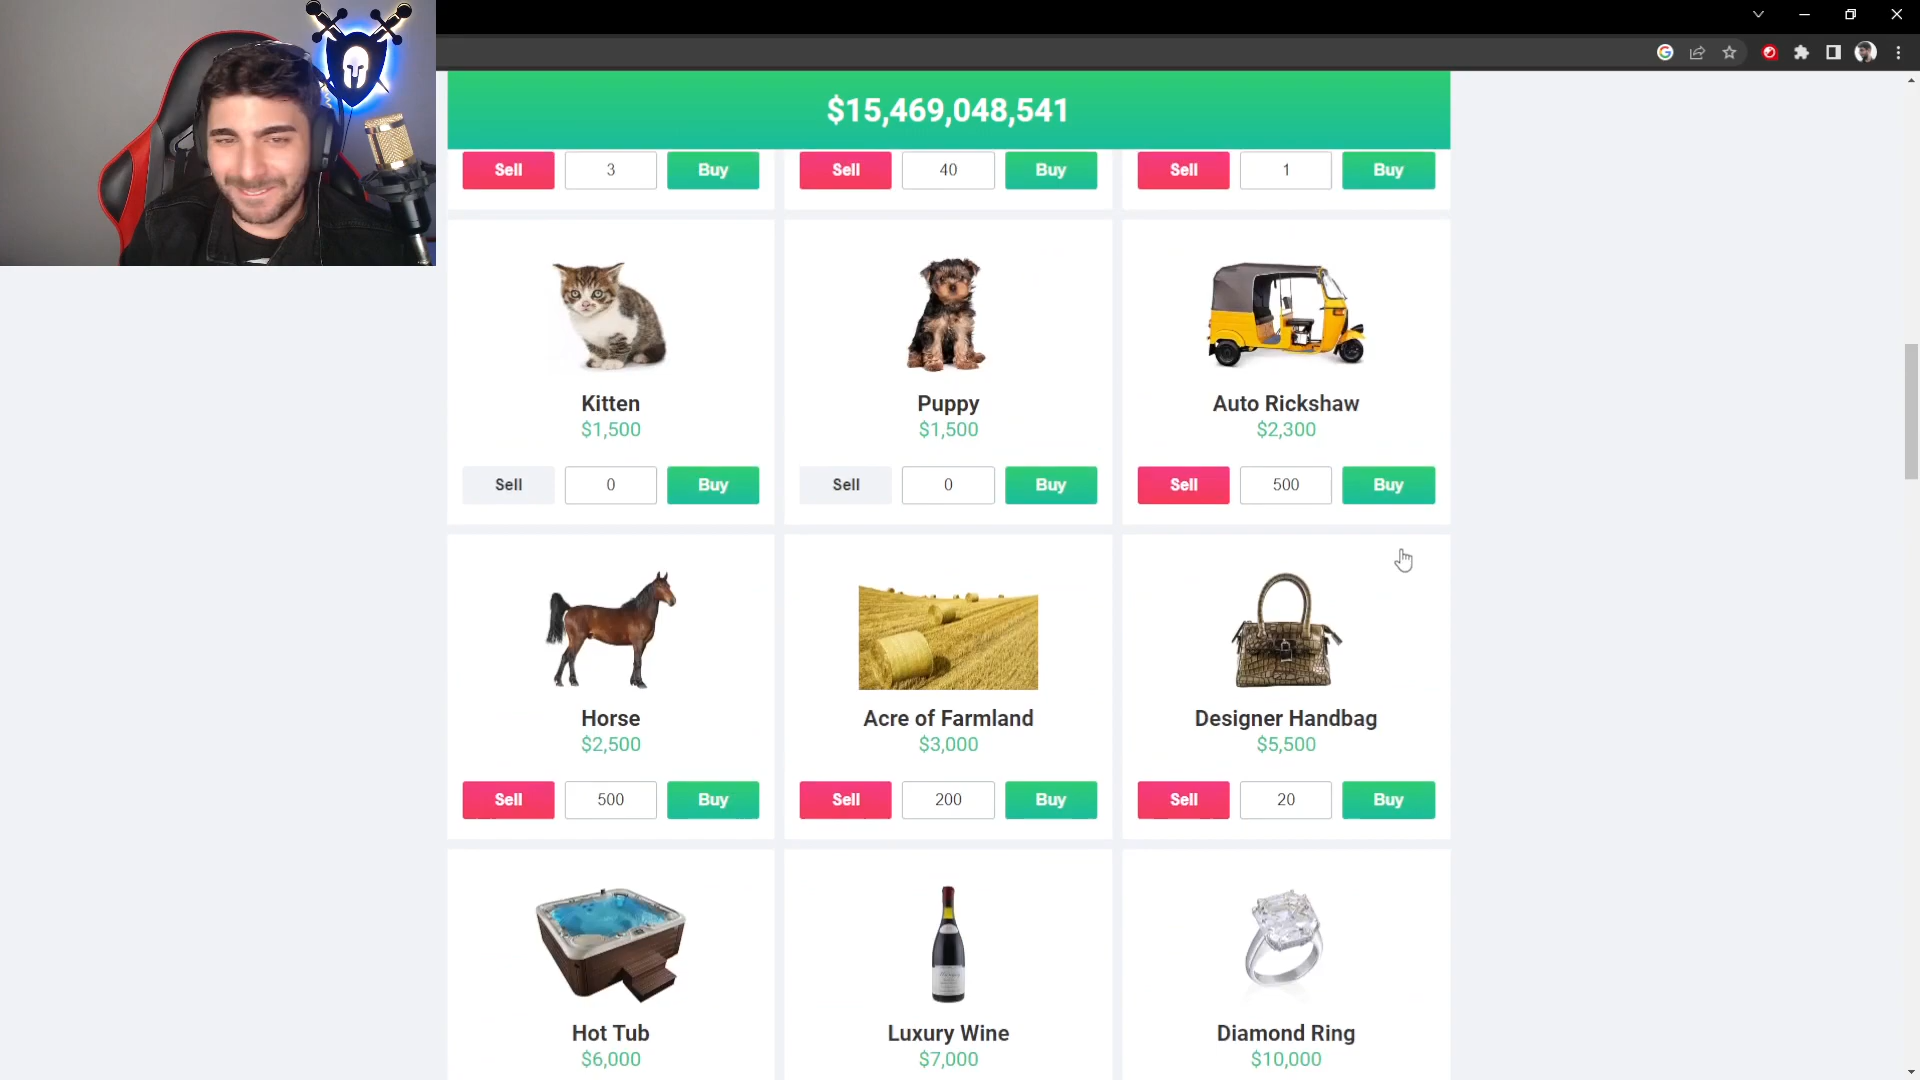 $15,469,048,541
Sell 3 Buy Sell 40 Buy Sell 1 Buy
Kitten Puppy Auto Rickshaw
$1,500 $1,500 $2,300
Sell 0 Buy Sell 0 Buy Sell 500 Buy
Horse Acre of Farmland Designer Handbag
$2,500 $3,000 $5,500
Sell 500 Buy Sell 200 Buy Sell 20 Buy
Hot Tub Luxury Wine Diamond Ring
$6,000 $7,000 $10,000